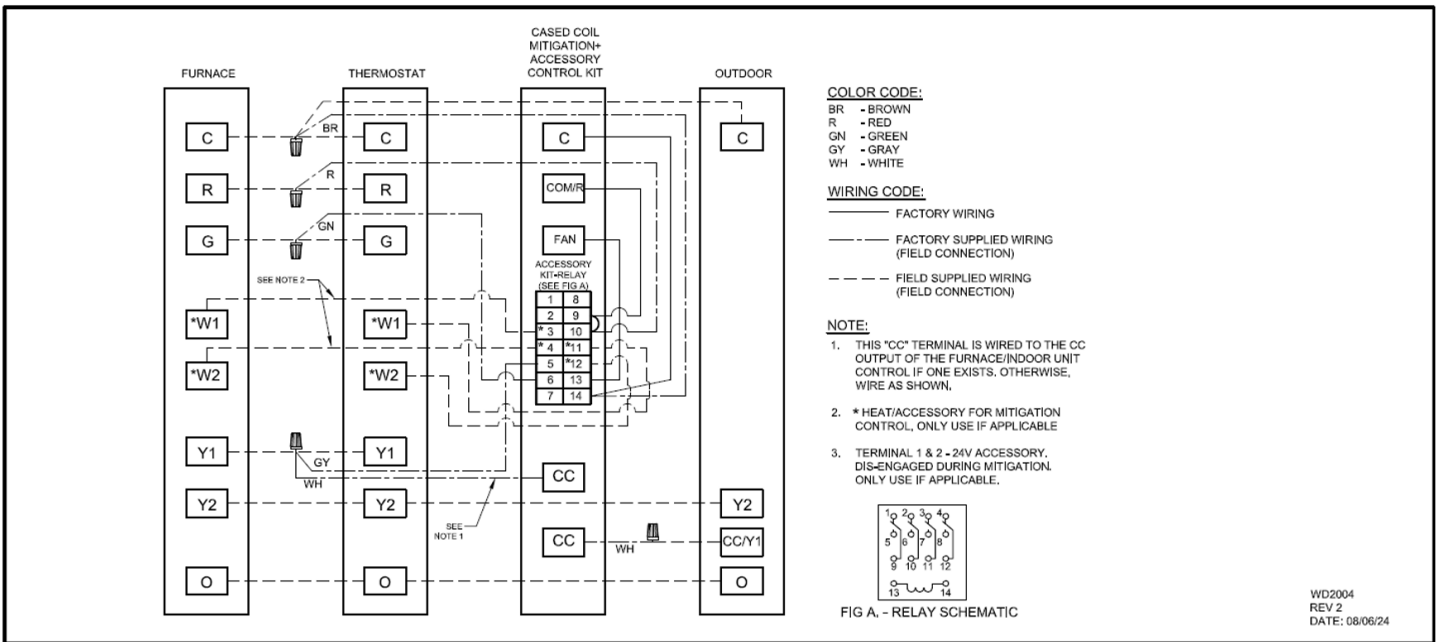 FURNACE
C
R
G
SEE NOTE 2
*W1
*W2
Y1
Y2
O
BR
R
GN
GY
WH
THERMOSTAT
C
R
G
*W1
*W2
Y1
Y2
O
SEE
NOTE 1
CASED COIL
MITIGATION+
ACCESSORY
CONTROL KIT
C
COM/R
FAN
ACCESSORY
KIT-RELAY
(SEE FIG A)
1 8
2 9
*3 10
*4 *11
5 *12
6 13
7 14
CC
CC
WH
OUTDOOR
C
Y2
CC/Y1
O
COLOR CODE:
BR - BROWN
R - RED
GN - GREEN
GY - GRAY
WH - WHITE
WIRING CODE:
FACTORY WIRING
FACTORY SUPPLIED WIRING
(FIELD CONNECTION)
FIELD SUPPLIED WIRING
(FIELD CONNECTION)
NOTE:
1. THIS "CC" TERMINAL IS WIRED TO THE CC
OUTPUT OF THE FURNACE/INDOOR UNIT
CONTROL IF ONE EXISTS. OTHERWISE,
WIRE AS SHOWN.
2. * HEAT/ACCESSORY FOR MITIGATION
CONTROL, ONLY USE IF APPLICABLE
3. TERMINAL 1 & 2 - 24V ACCESSORY.
DIS-ENGAGED DURING MITIGATION.
ONLY USE IF APPLICABLE.
1 2 3 4
5 6 7 8
9 10 11 12
13 14
FIG A. - RELAY SCHEMATIC
WD2004
REV 2
DATE: 08/06/24